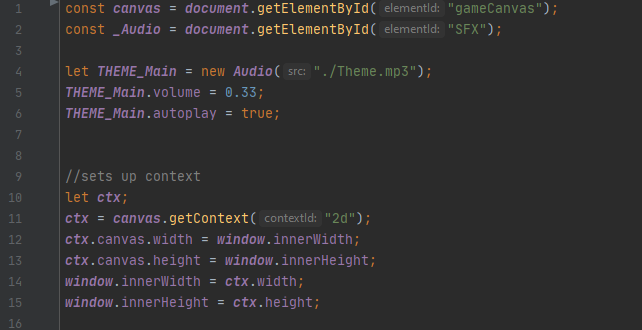 1 const canvas = document.getElementById( elementId: "gameCanvas");
2 const _Audio = document.getElementById( elementId: "SFX");
3
4 let THEME_Main = new Audio( src: "./Theme.mp3");
5 THEME_Main.volume = 0.33;
6 THEME_Main.autoplay = true;
7
8
9 //sets up context
10 let ctx;
11 ctx = canvas.getContext( contextId: "2d");
12 ctx.canvas.width = window.innerWidth;
13 ctx.canvas.height = window.innerHeight;
14 window.innerWidth = ctx.width;
15 window.innerHeight = ctx.height;
16